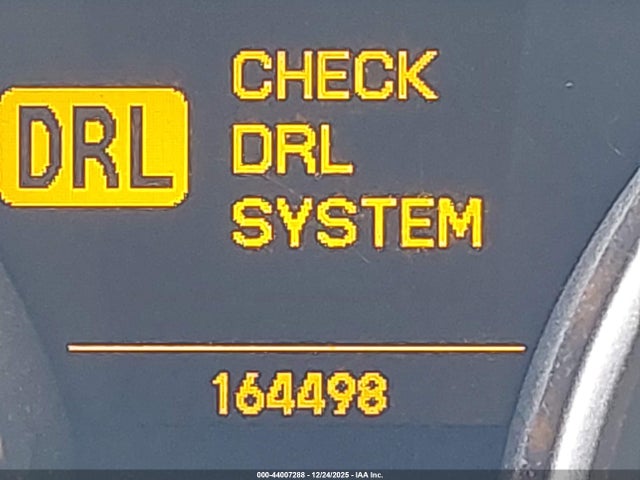 CHECK
DRL DRL
SYSTEM
164498
000-44007288 - 12/24/2025 - IAA Inc.